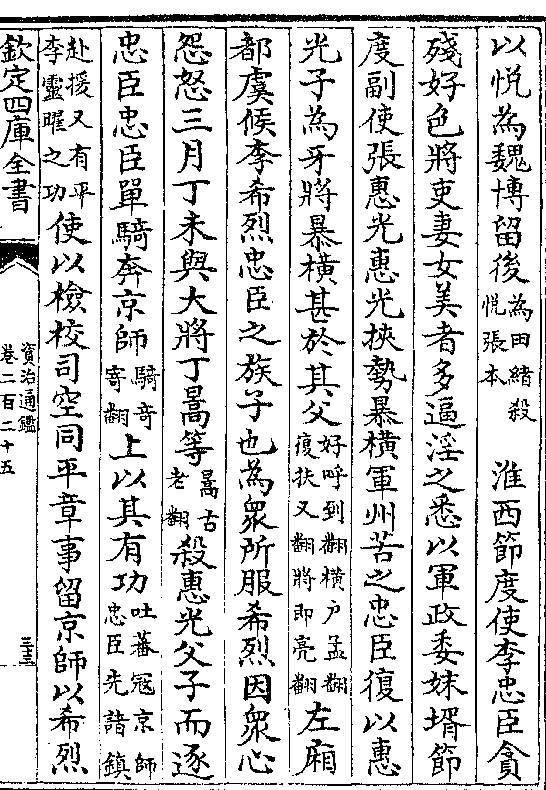 以悦為魏博留後為田緒殺悦張本　淮西節度使李忠臣貪
殘好色將吏妻女美者多逼淫之悉以軍政委妹壻節
度副使張惠光惠光挾勢暴橫軍州苦之忠臣復以惠
光子為牙將暴橫甚於其父好呼到翻橫户孟翻復扶又翻將即亮翻左厢
都虞候李希烈忠臣之族子也為衆所服希烈因衆心
怨怒三月丁未與大將丁暠等暠古老翻殺惠光父子而逐
忠臣忠臣單騎奔京師騎奇寄翻上以其有功吐蕃冦京師忠臣先諸鎮
赴援又有平李靈曜之功使以檢校司空同平章事留京師以希烈
欽定四庫全書
資治通鑑
卷二百二十五
三十三